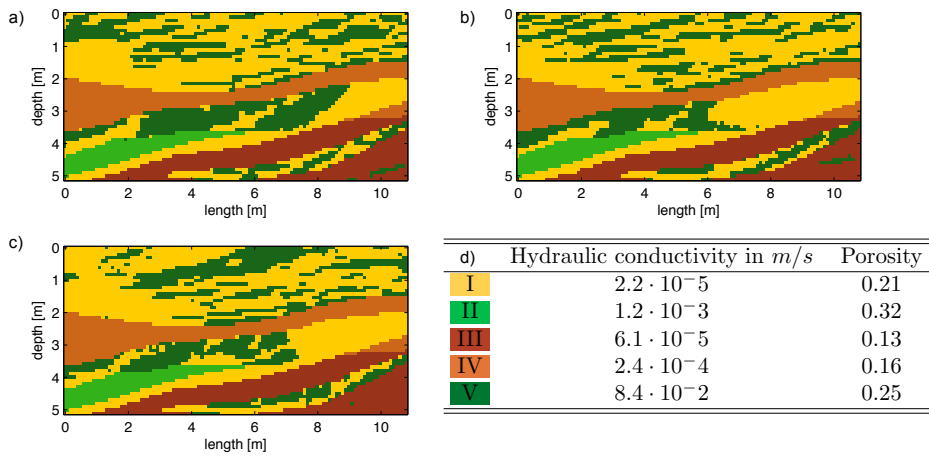 a)
0
1
2
3
4
5
depth [m]
0 2 4 6 8 10
length [m]
b)
0
1
2
3
4
5
depth [m]
0 2 4 6 8 10
length [m]
c)
0
1
2
3
4
5
depth [m]
0 2 4 6 8 10
length [m]
d) Hydraulic conductivity in m/s Porosity
I 2.2 · 10⁻5 0.21
II 1.2 · 10⁻3 0.32
III 6.1 · 10⁻5 0.13
IV 2.4 · 10⁻4 0.16
V 8.4 · 10⁻2 0.25